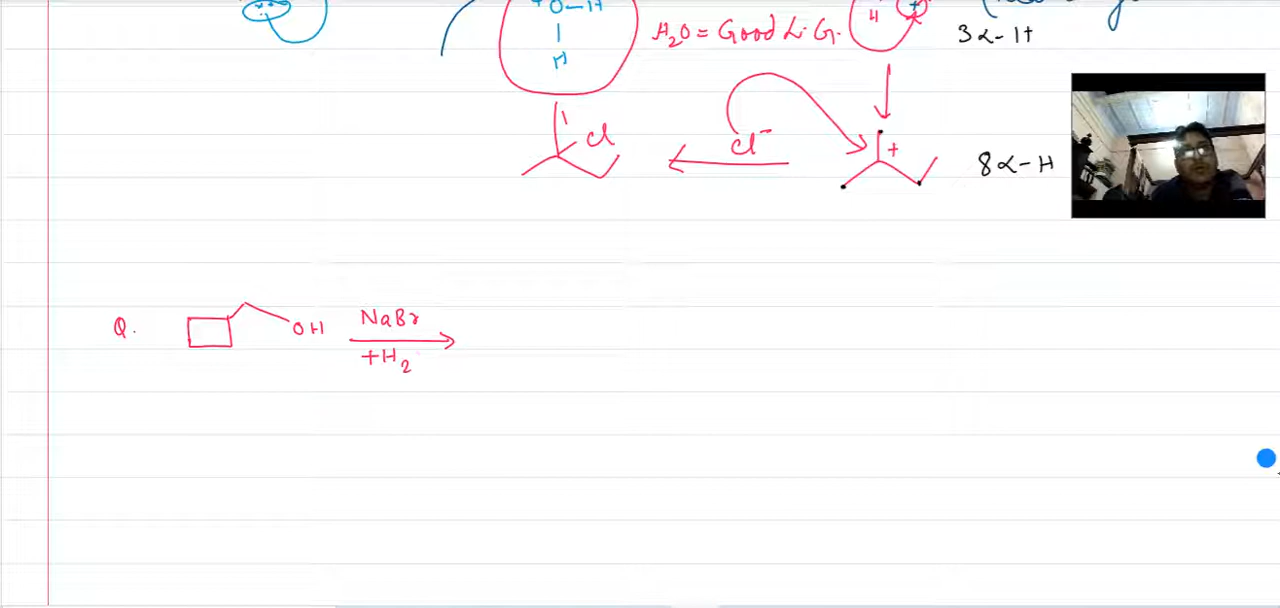 O-H
H
H₂O = Good L.G.
H
+
3α-H
Cl
Cl⁻
+
8α-H
Q.
OH
NaBr
+H₂